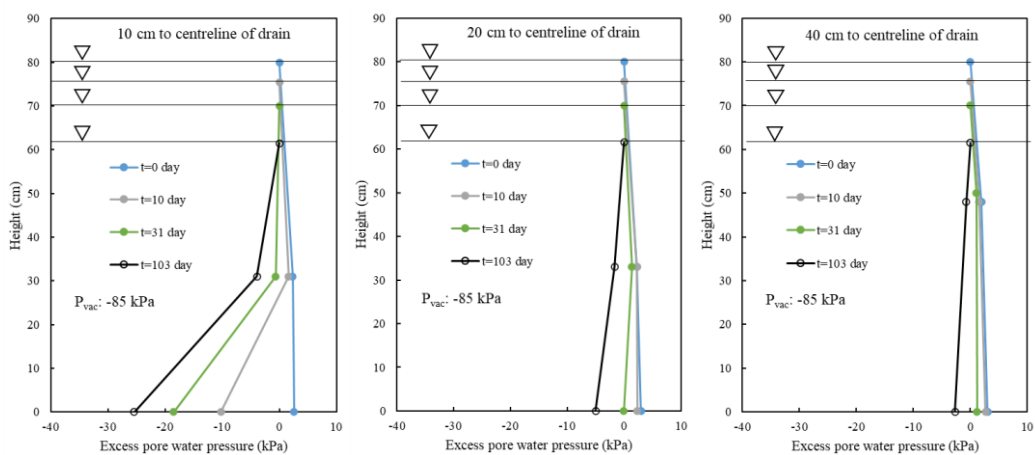 10 cm to centreline of drain
90
80
70
60
50
40
30
20
10
0
Height (cm)
t=0 day
t=10 day
t=31 day
t=103 day
Pvac: -85 kPa
-40 -30 -20 -10 0 10
Excess pore water pressure (kPa)
20 cm to centreline of drain
90
80
70
60
50
40
30
20
10
0
Height (cm)
t=0 day
t=10 day
t=31 day
t=103 day
Pvac: -85 kPa
-40 -30 -20 -10 0 10
Excess pore water pressure (kPa)
40 cm to centreline of drain
90
80
70
60
50
40
30
20
10
0
Height (cm)
t=0 day
t=10 day
t=31 day
t=103 day
Pvac: -85 kPa
-40 -30 -20 -10 0 10
Excess pore water pressure (kPa)